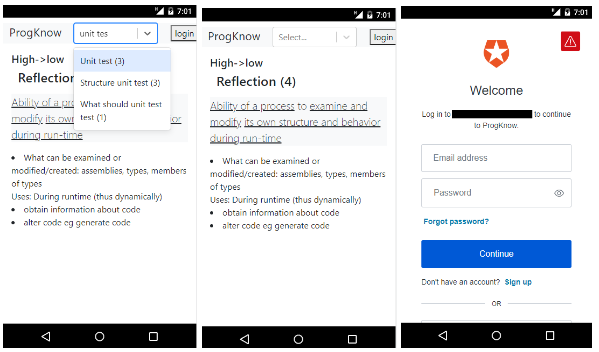 7:01
ProgKnow
unit tes
login
High->low
Unit test (3)
Reflection
Structure unit test (3)
What should unit test
test (1)
Ability of a pro
modify its own
during run-time
behavior
What can be examined or
modified/created: assemblies, types, members
of types
Uses: During runtime (thus dynamically)
obtain information about code
alter code eg generate code
7:01
ProgKnow
Select...
login
High->low
Reflection (4)
Ability of a process to examine and
modify its own structure and behavior
during run-time
What can be examined or
modified/created: assemblies, types, members
of types
Uses: During runtime (thus dynamically)
obtain information about code
alter code eg generate code
7:01
Welcome
Log in to to continue
to ProgKnow.
Email address
Password
Forgot password?
Continue
Don't have an account? Sign up
OR